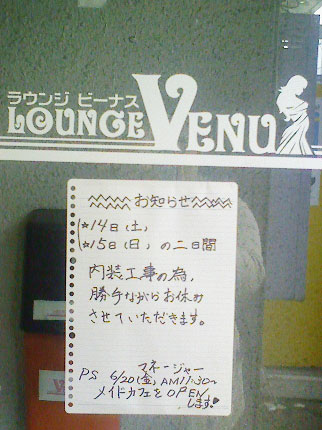 ラウンジ ビーナス
LOUNGE VENU
お知らせ
☆14日(土)
☆15日(日)の二日間
内装工事の為、
勝手ながらお休み
させていただきます。
マネージャー
PS 6/20(金)AM11:30〜
メイドカフェをOPEN
します!